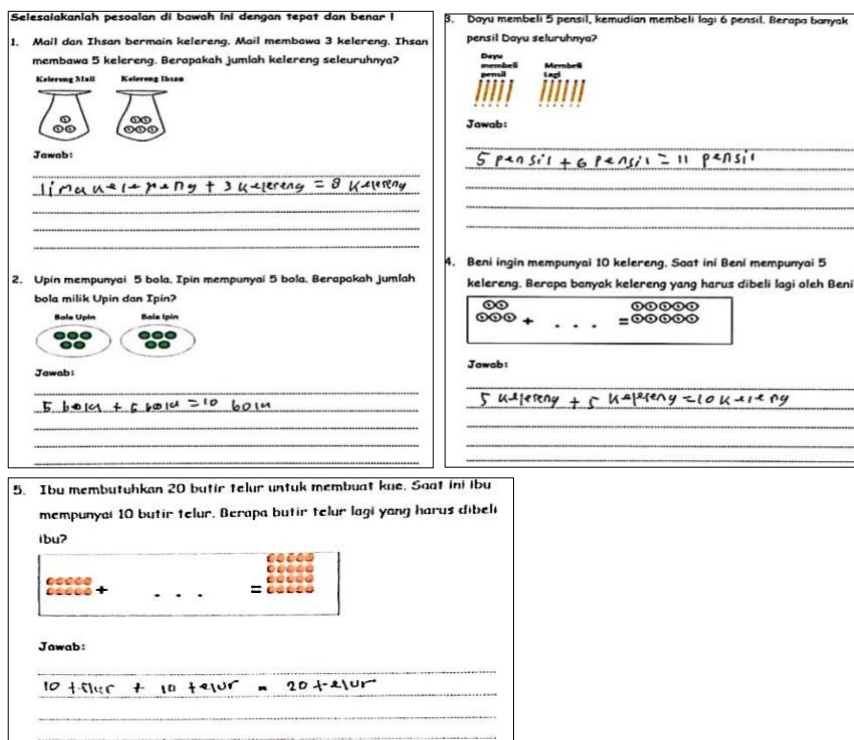 Selesaiakanlah pesoalan di bawah ini dengan tepat dan benar !
1. Mail dan Ihsan bermain kelereng. Mail membawa 3 kelereng. Ihsan
membawa 5 kelereng. Berapakah jumlah kelereng seleuruhnya?
Kelereng Mail Kelereng Ihsan
Jawab:
lima kelereng + 3 kelereng = 8 kelereng
2. Upin mempunyai 5 bola. Ipin mempunyai 5 bola. Berapakah jumlah
bola milik Upin dan Ipin?
Bola Upin Bola Ipin
Jawab:
5 bola + 5 bola = 10 bola
3. Dayu membeli 5 pensil, kemudian membeli lagi 6 pensil. Berapa banyak
pensil Dayu seluruhnya?
Dayu
membeli Membeli
pensil Lagi
Jawab:
5 pensil + 6 pensil = 11 pensil
4. Beni ingin mempunyai 10 kelereng. Saat ini Beni mempunyai 5
kelereng. Berapa banyak kelereng yang harus dibeli lagi oleh Beni
+ . . . =
Jawab:
5 kelereng + 5 kelereng = 10 keleng
5. Ibu membutuhkan 20 butir telur untuk membuat kue. Saat ini ibu
mempunyai 10 butir telur. Berapa butir telur lagi yang harus dibeli
ibu?
+ . . . =
Jawab:
10 telur + 10 telur = 20 telur